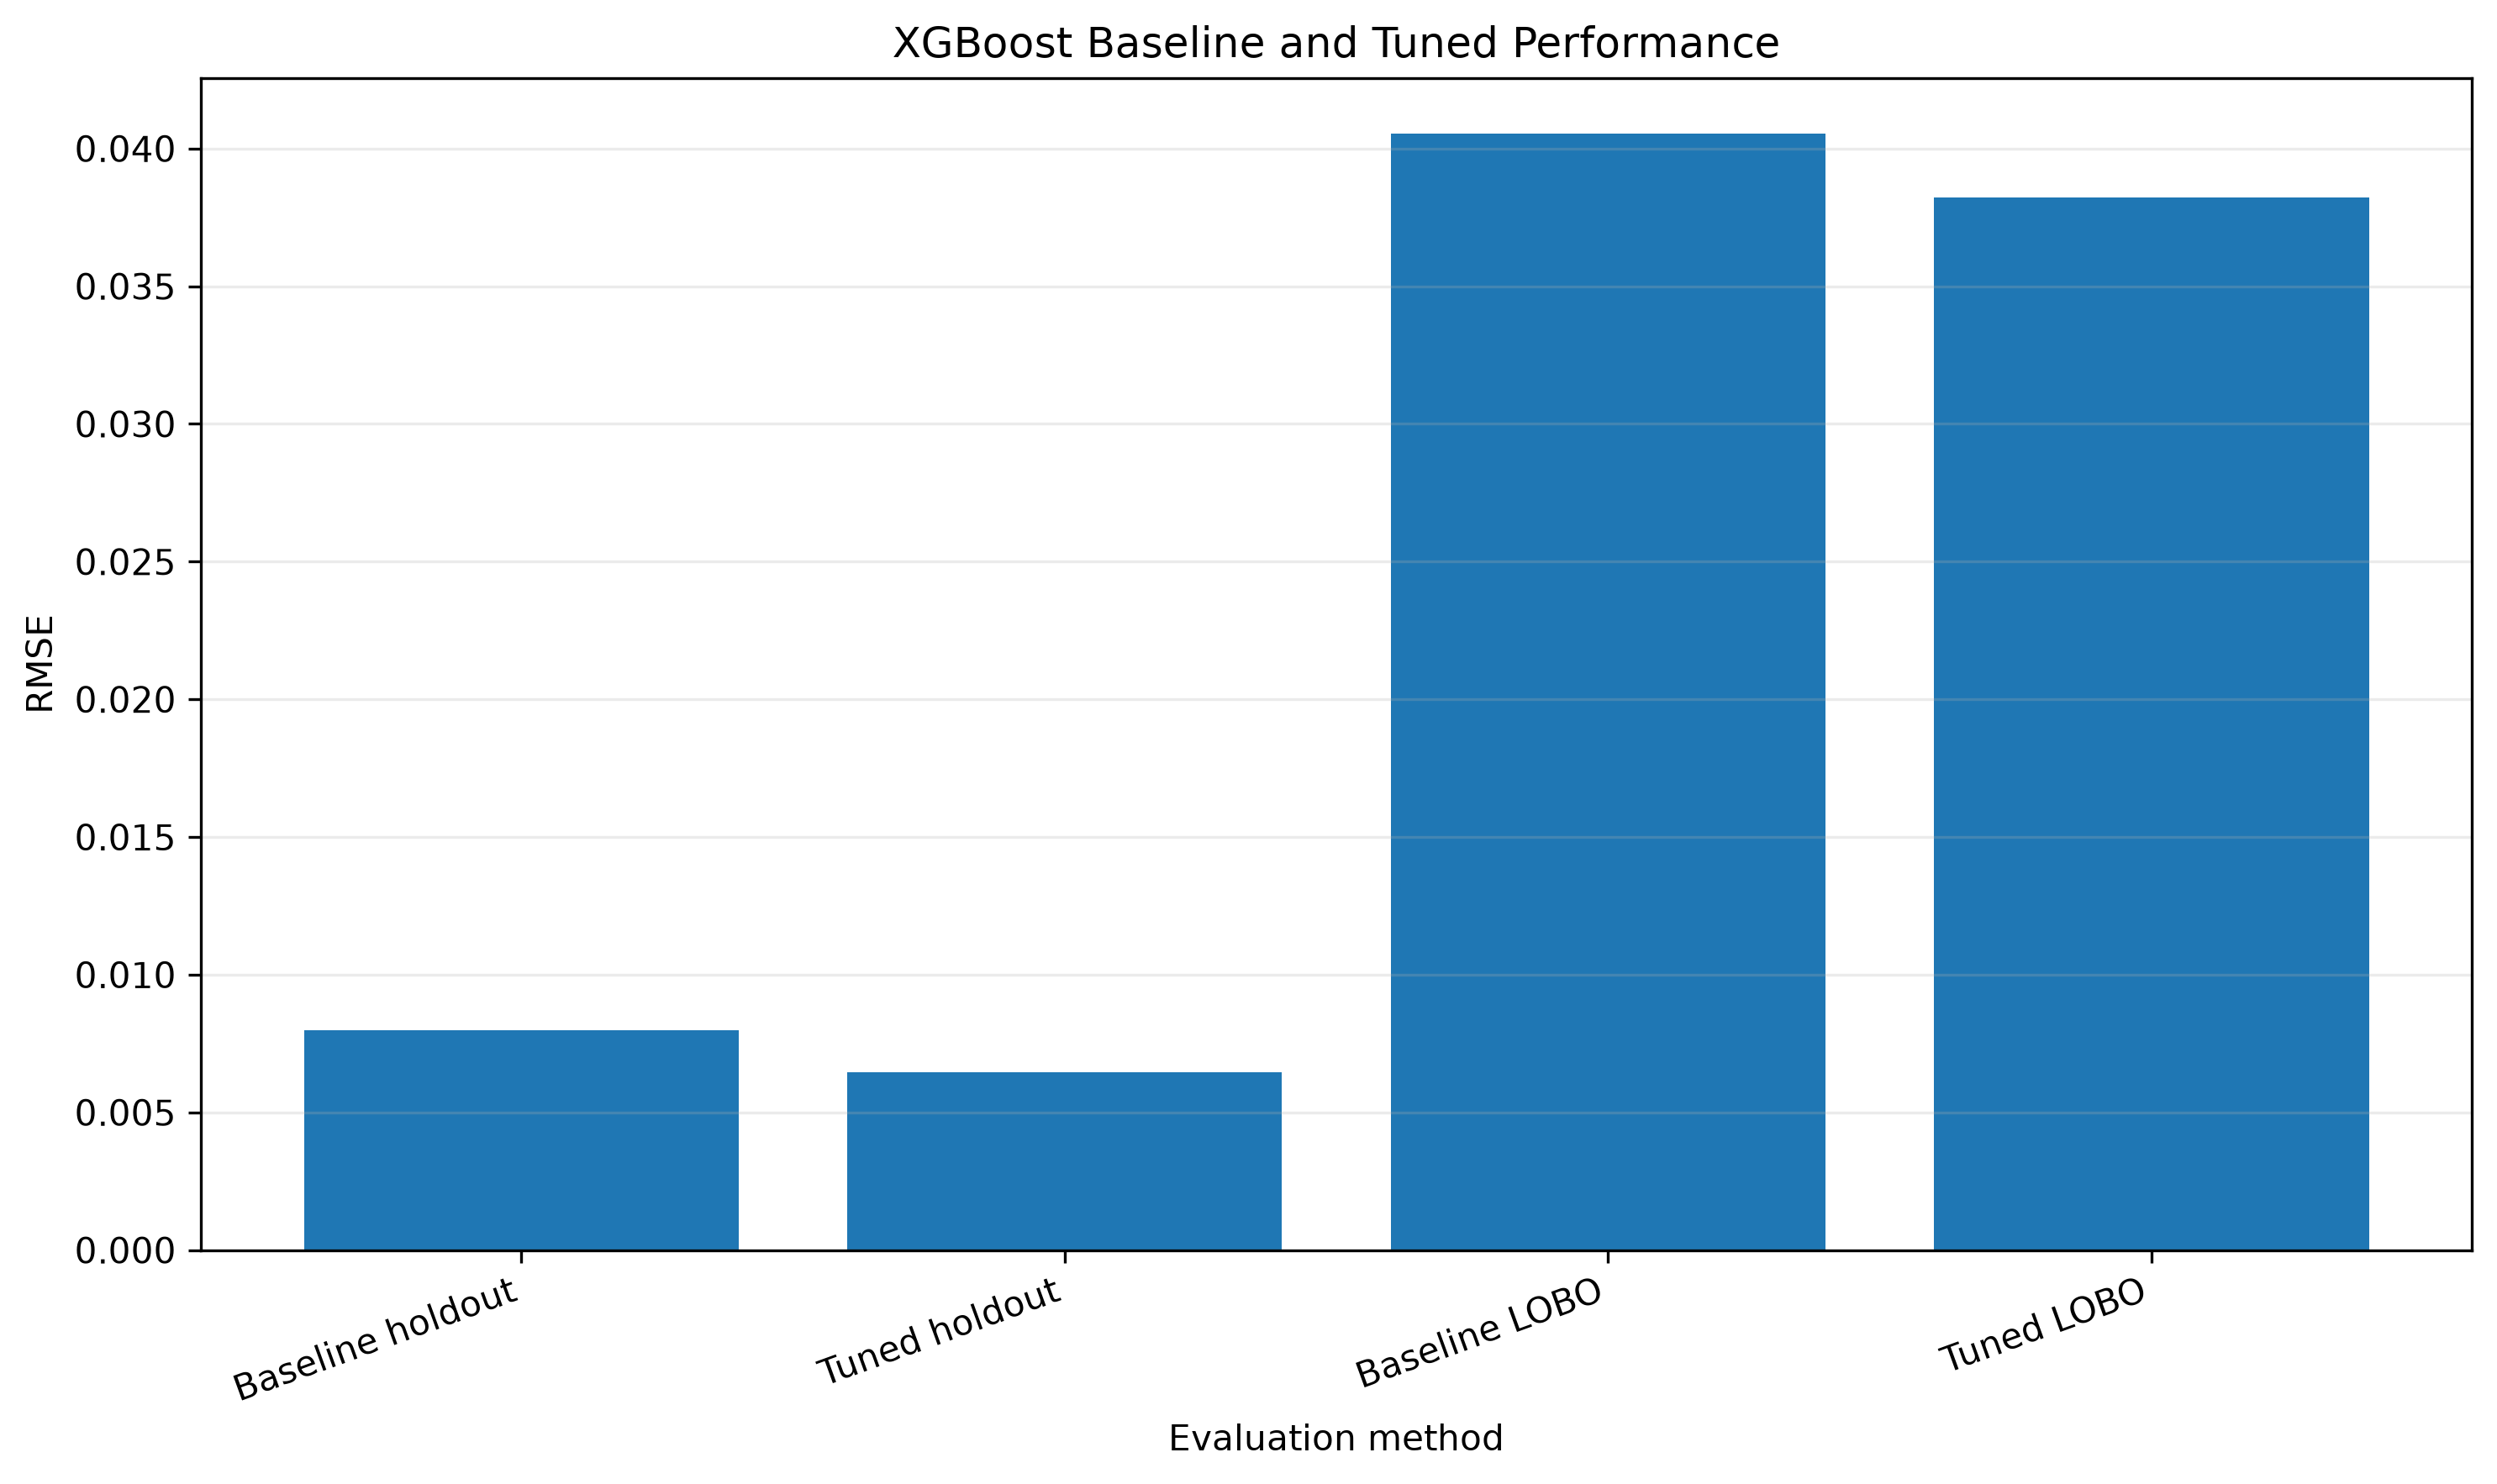 XGBoost Baseline and Tuned Performance
RMSE
0.040
0.035
0.030
0.025
0.020
0.015
0.010
0.005
0.000
Baseline holdout
Tuned holdout
Baseline LOBO
Tuned LOBO
Evaluation method